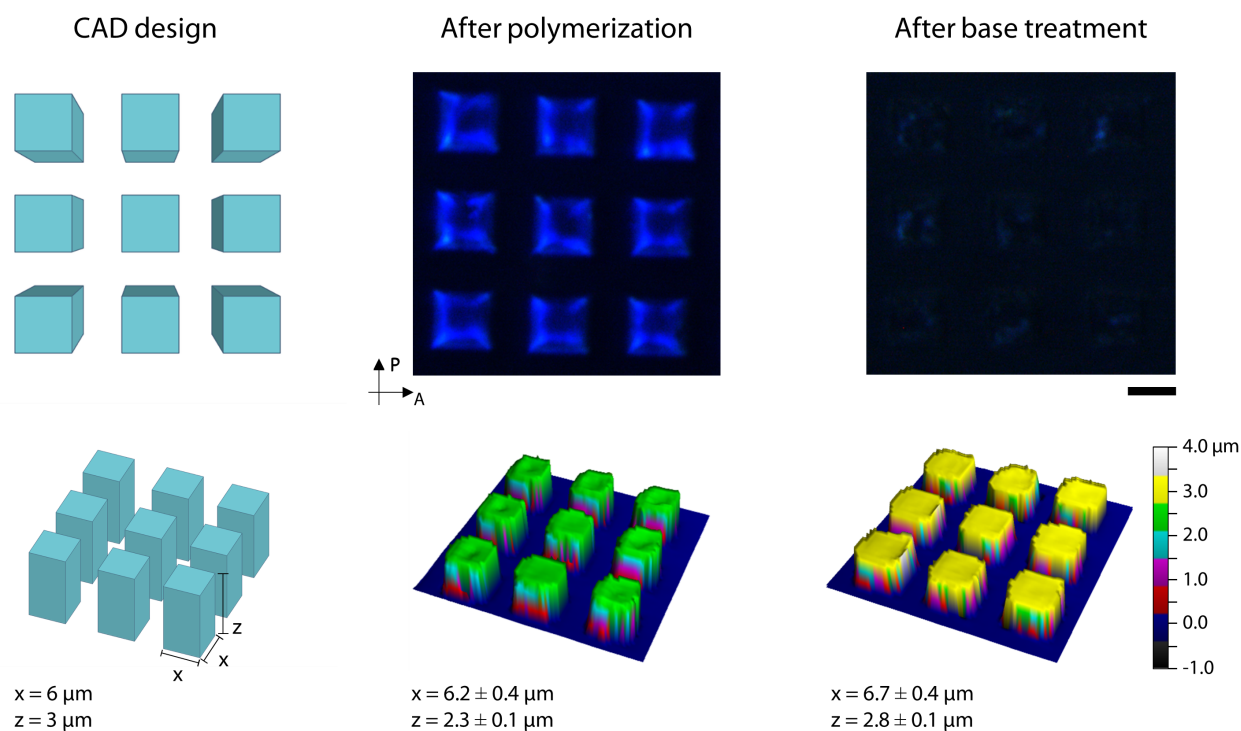 CAD design
After polymerization
After base treatment
P
A
z
x
x
4.0 µm
3.0
2.0
1.0
0.0
-1.0
x = 6 µm
z = 3 µm
x = 6.2 ± 0.4 µm
z = 2.3 ± 0.1 µm
x = 6.7 ± 0.4 µm
z = 2.8 ± 0.1 µm